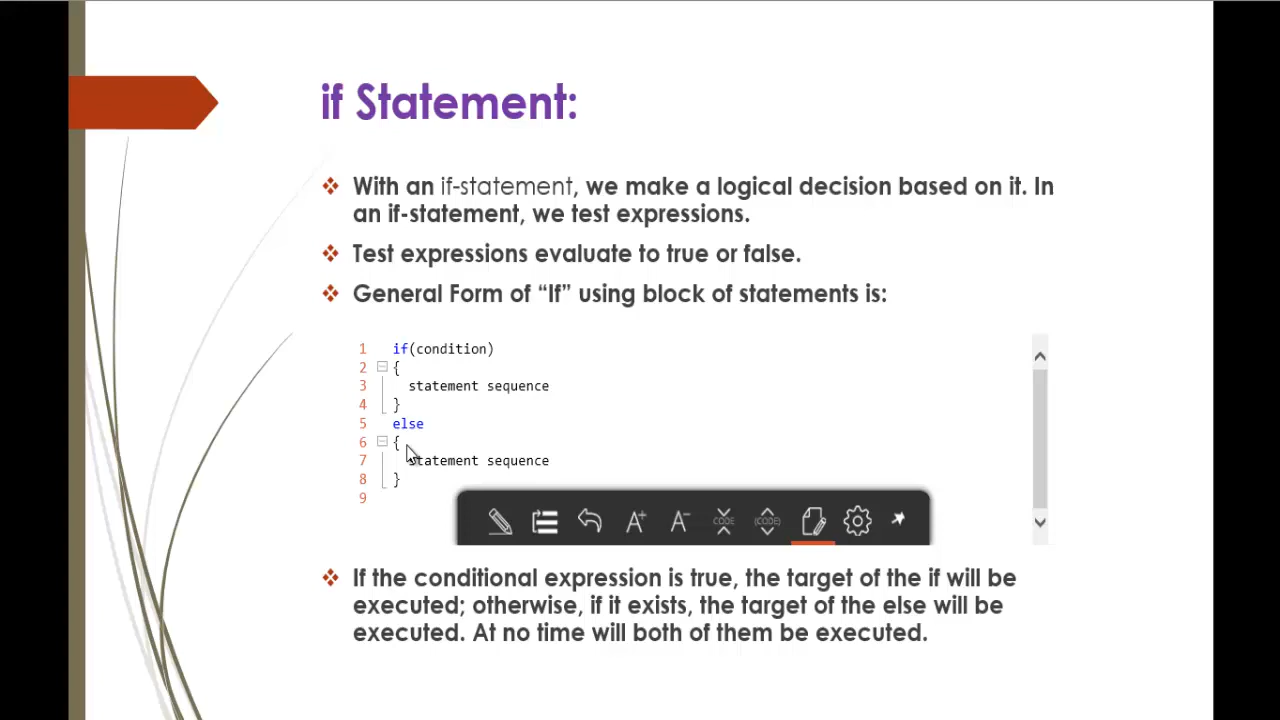 if Statement:
❖ With an if-statement, we make a logical decision based on it. In
an if-statement, we test expressions.
❖ Test expressions evaluate to true or false.
❖ General Form of “If” using block of statements is:
1 if(condition)
2 {
3 statement sequence
4 }
5 else
6 {
7 statement sequence
8 }
9
A+ A- CODE (CODE)
❖ If the conditional expression is true, the target of the if will be
executed; otherwise, if it exists, the target of the else will be
executed. At no time will both of them be executed.